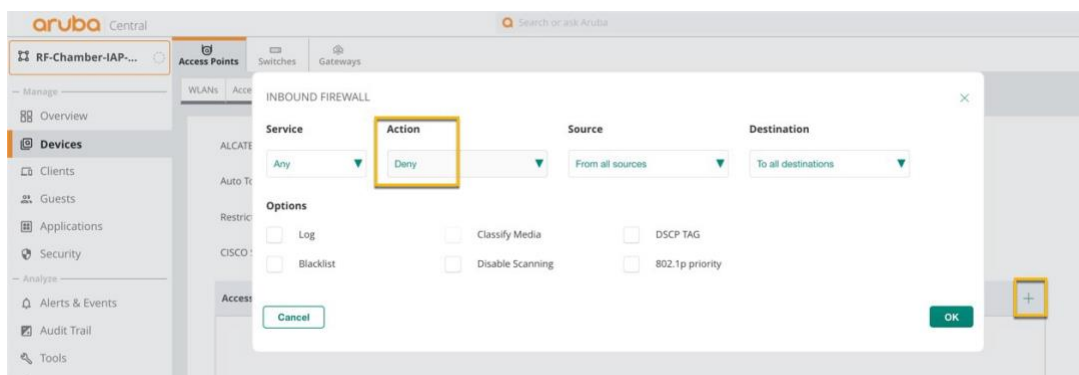 aruba Central
Search or ask Aruba
RF-Chamber-IAP-...
Access Points
Switches
Gateways
Manage
WLANs
Acce
INBOUND FIREWALL
Overview
Devices
Clients
Guests
Applications
Security
Analyze
Alerts & Events
Audit Trail
Tools
ALCATE
Auto To
Restric
CISCO
Access
Service
Action
Source
Destination
Any
Deny
From all sources
To all destinations
Options
Log
Classify Media
DSCP TAG
Blacklist
Disable Scanning
802.1p priority
Cancel
OK